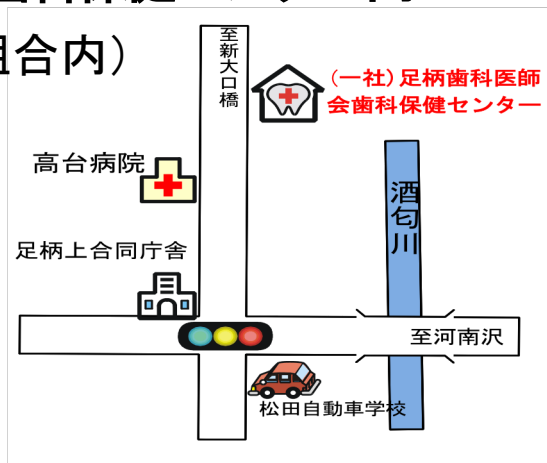 組合内）
至新大口橋
（一社）足柄歯科医師
会歯科保健センター
高台病院
酒匂川
足柄上合同庁舎
至河南沢
松田自動車学校